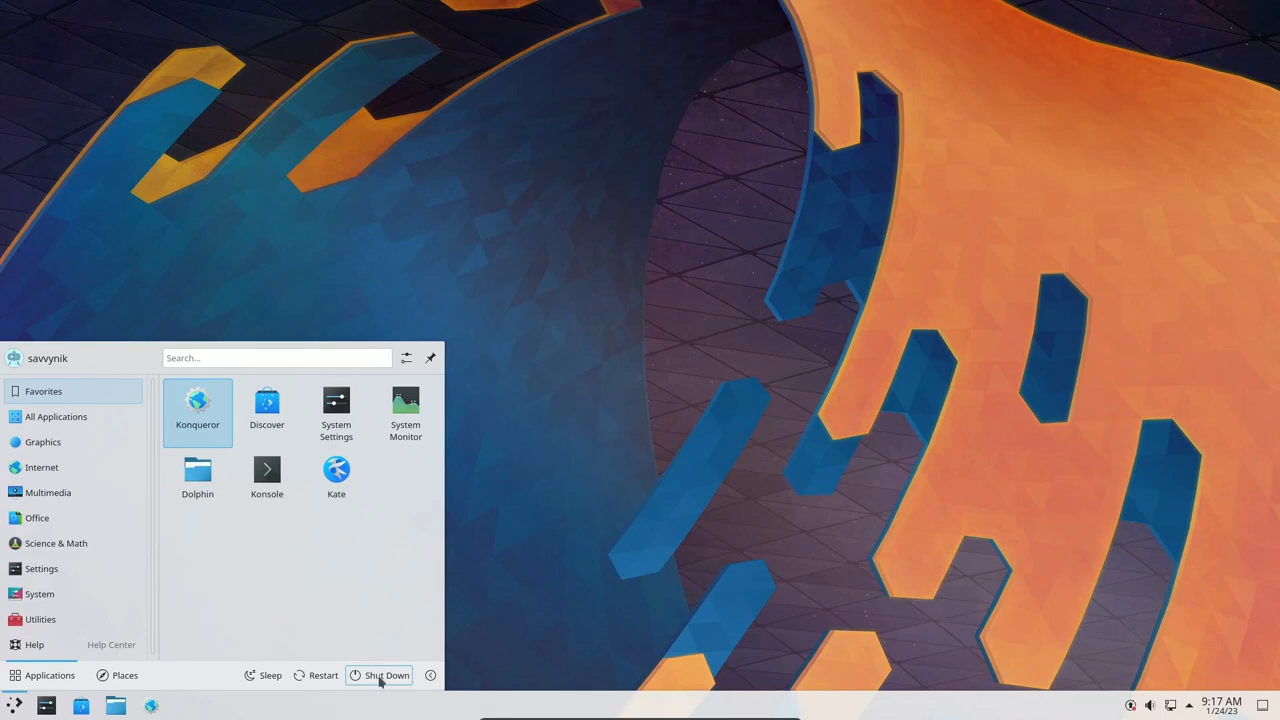 savvynik
Search...
Favorites
All Applications
Graphics
Internet
Multimedia
Office
Science & Math
Settings
System
Utilities
Help
Help Center
Konqueror
Discover
System
Settings
System
Monitor
Dolphin
Konsole
Kate
Applications
Places
Sleep
Restart
Shut Down
9:17 AM
1/24/23